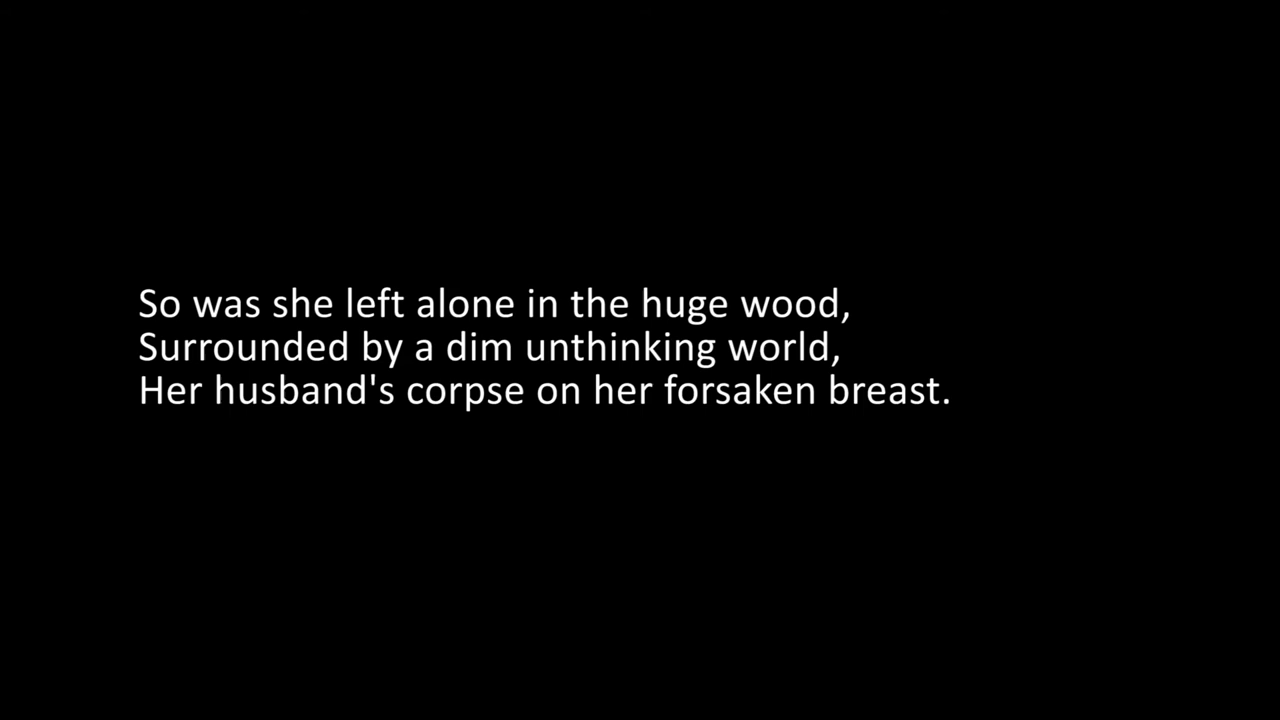 So was she left alone in the huge wood,
Surrounded by a dim unthinking world,
Her husband's corpse on her forsaken breast.